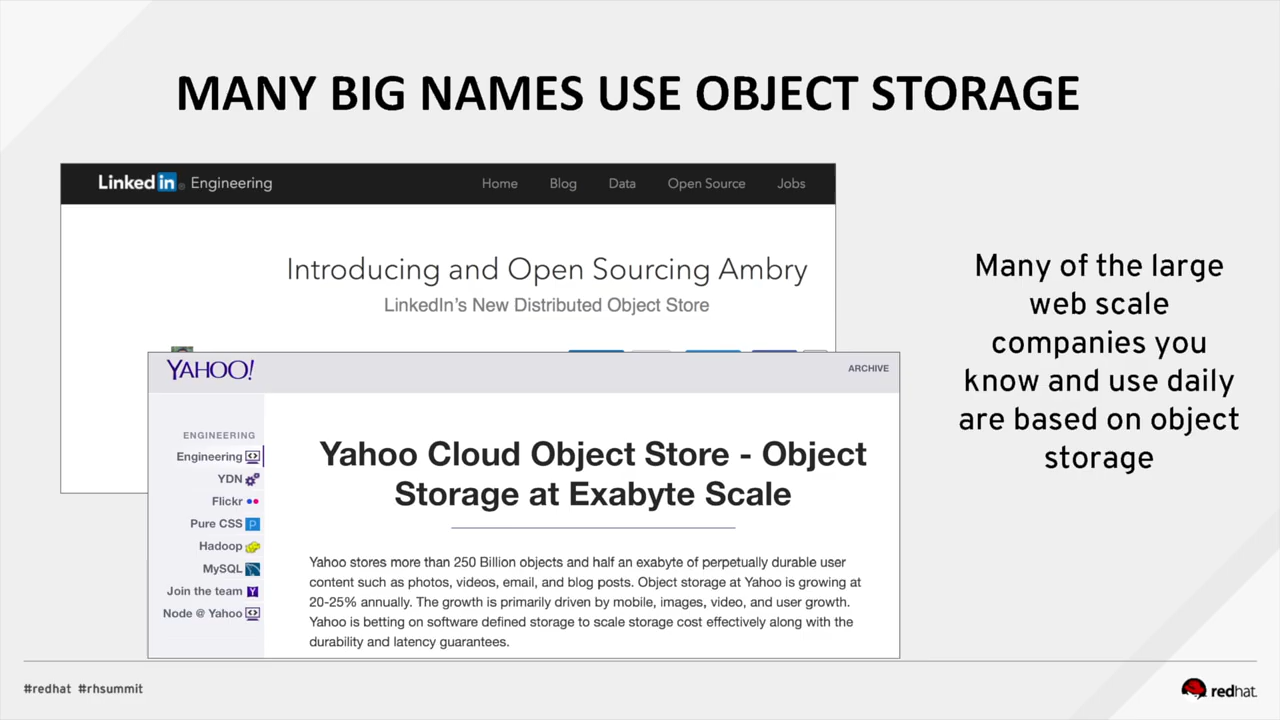 MANY BIG NAMES USE OBJECT STORAGE
Linked in Engineering
Home Blog Data Open Source Jobs
Introducing and Open Sourcing Ambry
LinkedIn's New Distributed Object Store
YAHOO!
ARCHIVE
ENGINEERING
Engineering
YDN
Flickr
Pure CSS
Hadoop
MySQL
Join the team
Node @ Yahoo
Yahoo Cloud Object Store - Object
Storage at Exabyte Scale
Yahoo stores more than 250 Billion objects and half an exabyte of perpetually durable user
content such as photos, videos, email, and blog posts. Object storage at Yahoo is growing at
20-25% annually. The growth is primarily driven by mobile, images, video, and user growth.
Yahoo is betting on software defined storage to scale storage cost effectively along with the
durability and latency guarantees.
Many of the large
web scale
companies you
know and use daily
are based on object
storage
#redhat #rhsummit
redhat.